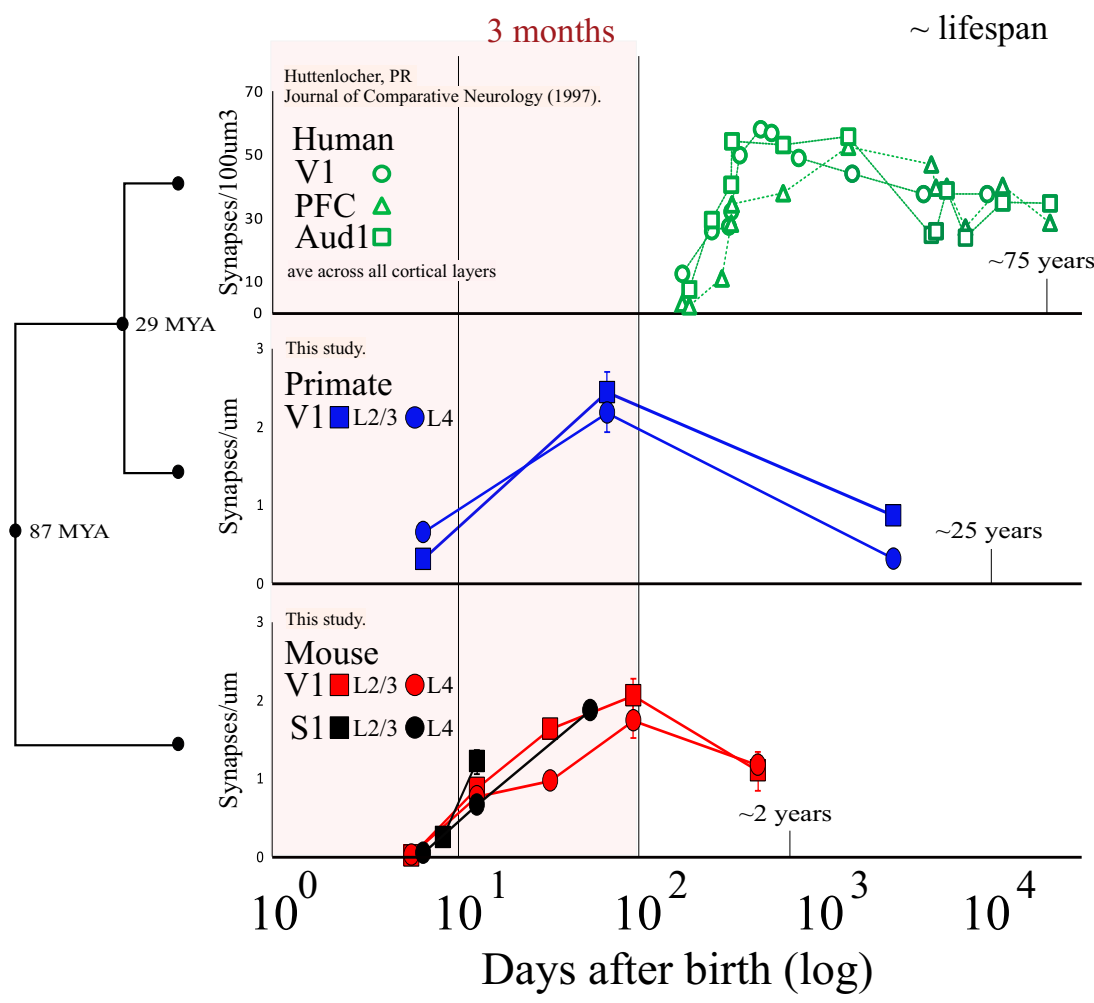 3 months
~ lifespan
Huttenlocher, PR
Journal of Comparative Neurology (1997).
Human
V1
PFC
Aud1
ave across all cortical layers
Synapses/100um3
70
50
30
10
0
~75 years
29 MYA
87 MYA
This study.
Primate
V1 L2/3 L4
Synapses/um
3
2
1
0
~25 years
This study.
Mouse
V1 L2/3 L4
S1 L2/3 L4
Synapses/um
3
2
1
0
~2 years
10^0 10^1 10^2 10^3 10^4
Days after birth (log)